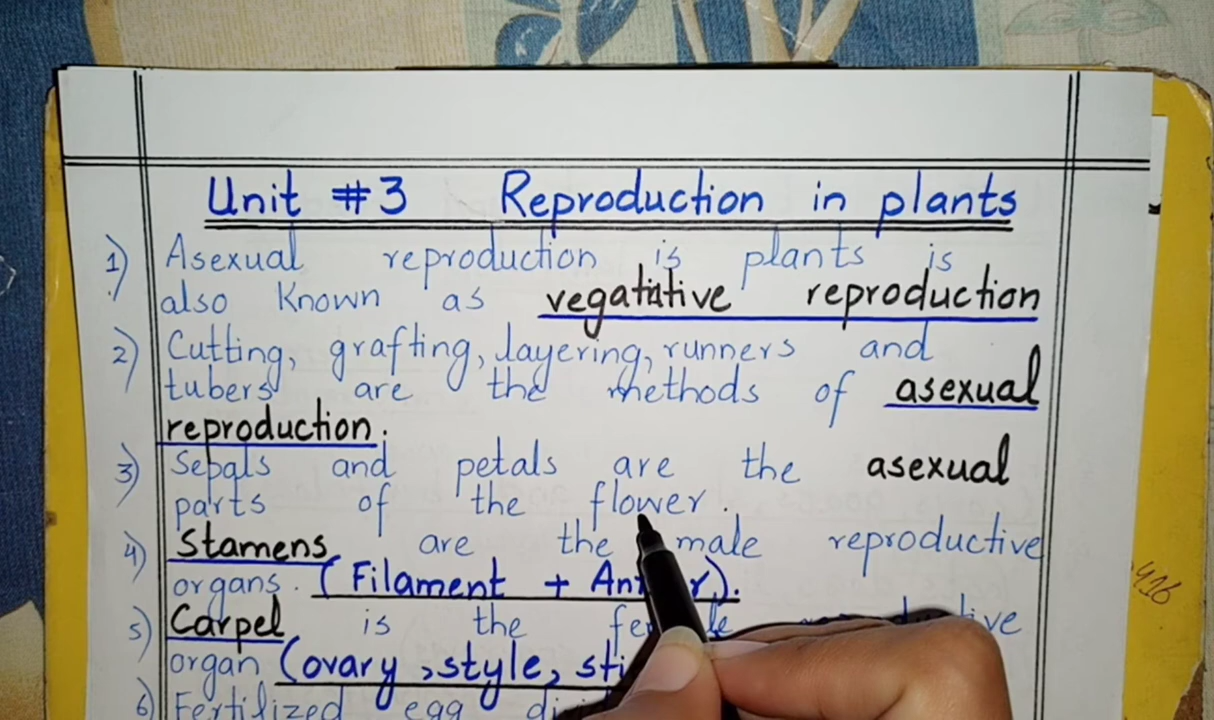 Unit #3 Reproduction in plants
1) Asexual reproduction is plants is
also Known as vegatative reproduction
2) Cutting, grafting, layering, runners and
tubers are the methods of asexual
reproduction.
3) Sepals and petals are the asexual
parts of the flower.
4) Stamens are the male reproductive
organs. (Filament +
5) Carpel is the
organ (ovary, style,
6) Fertilized egg